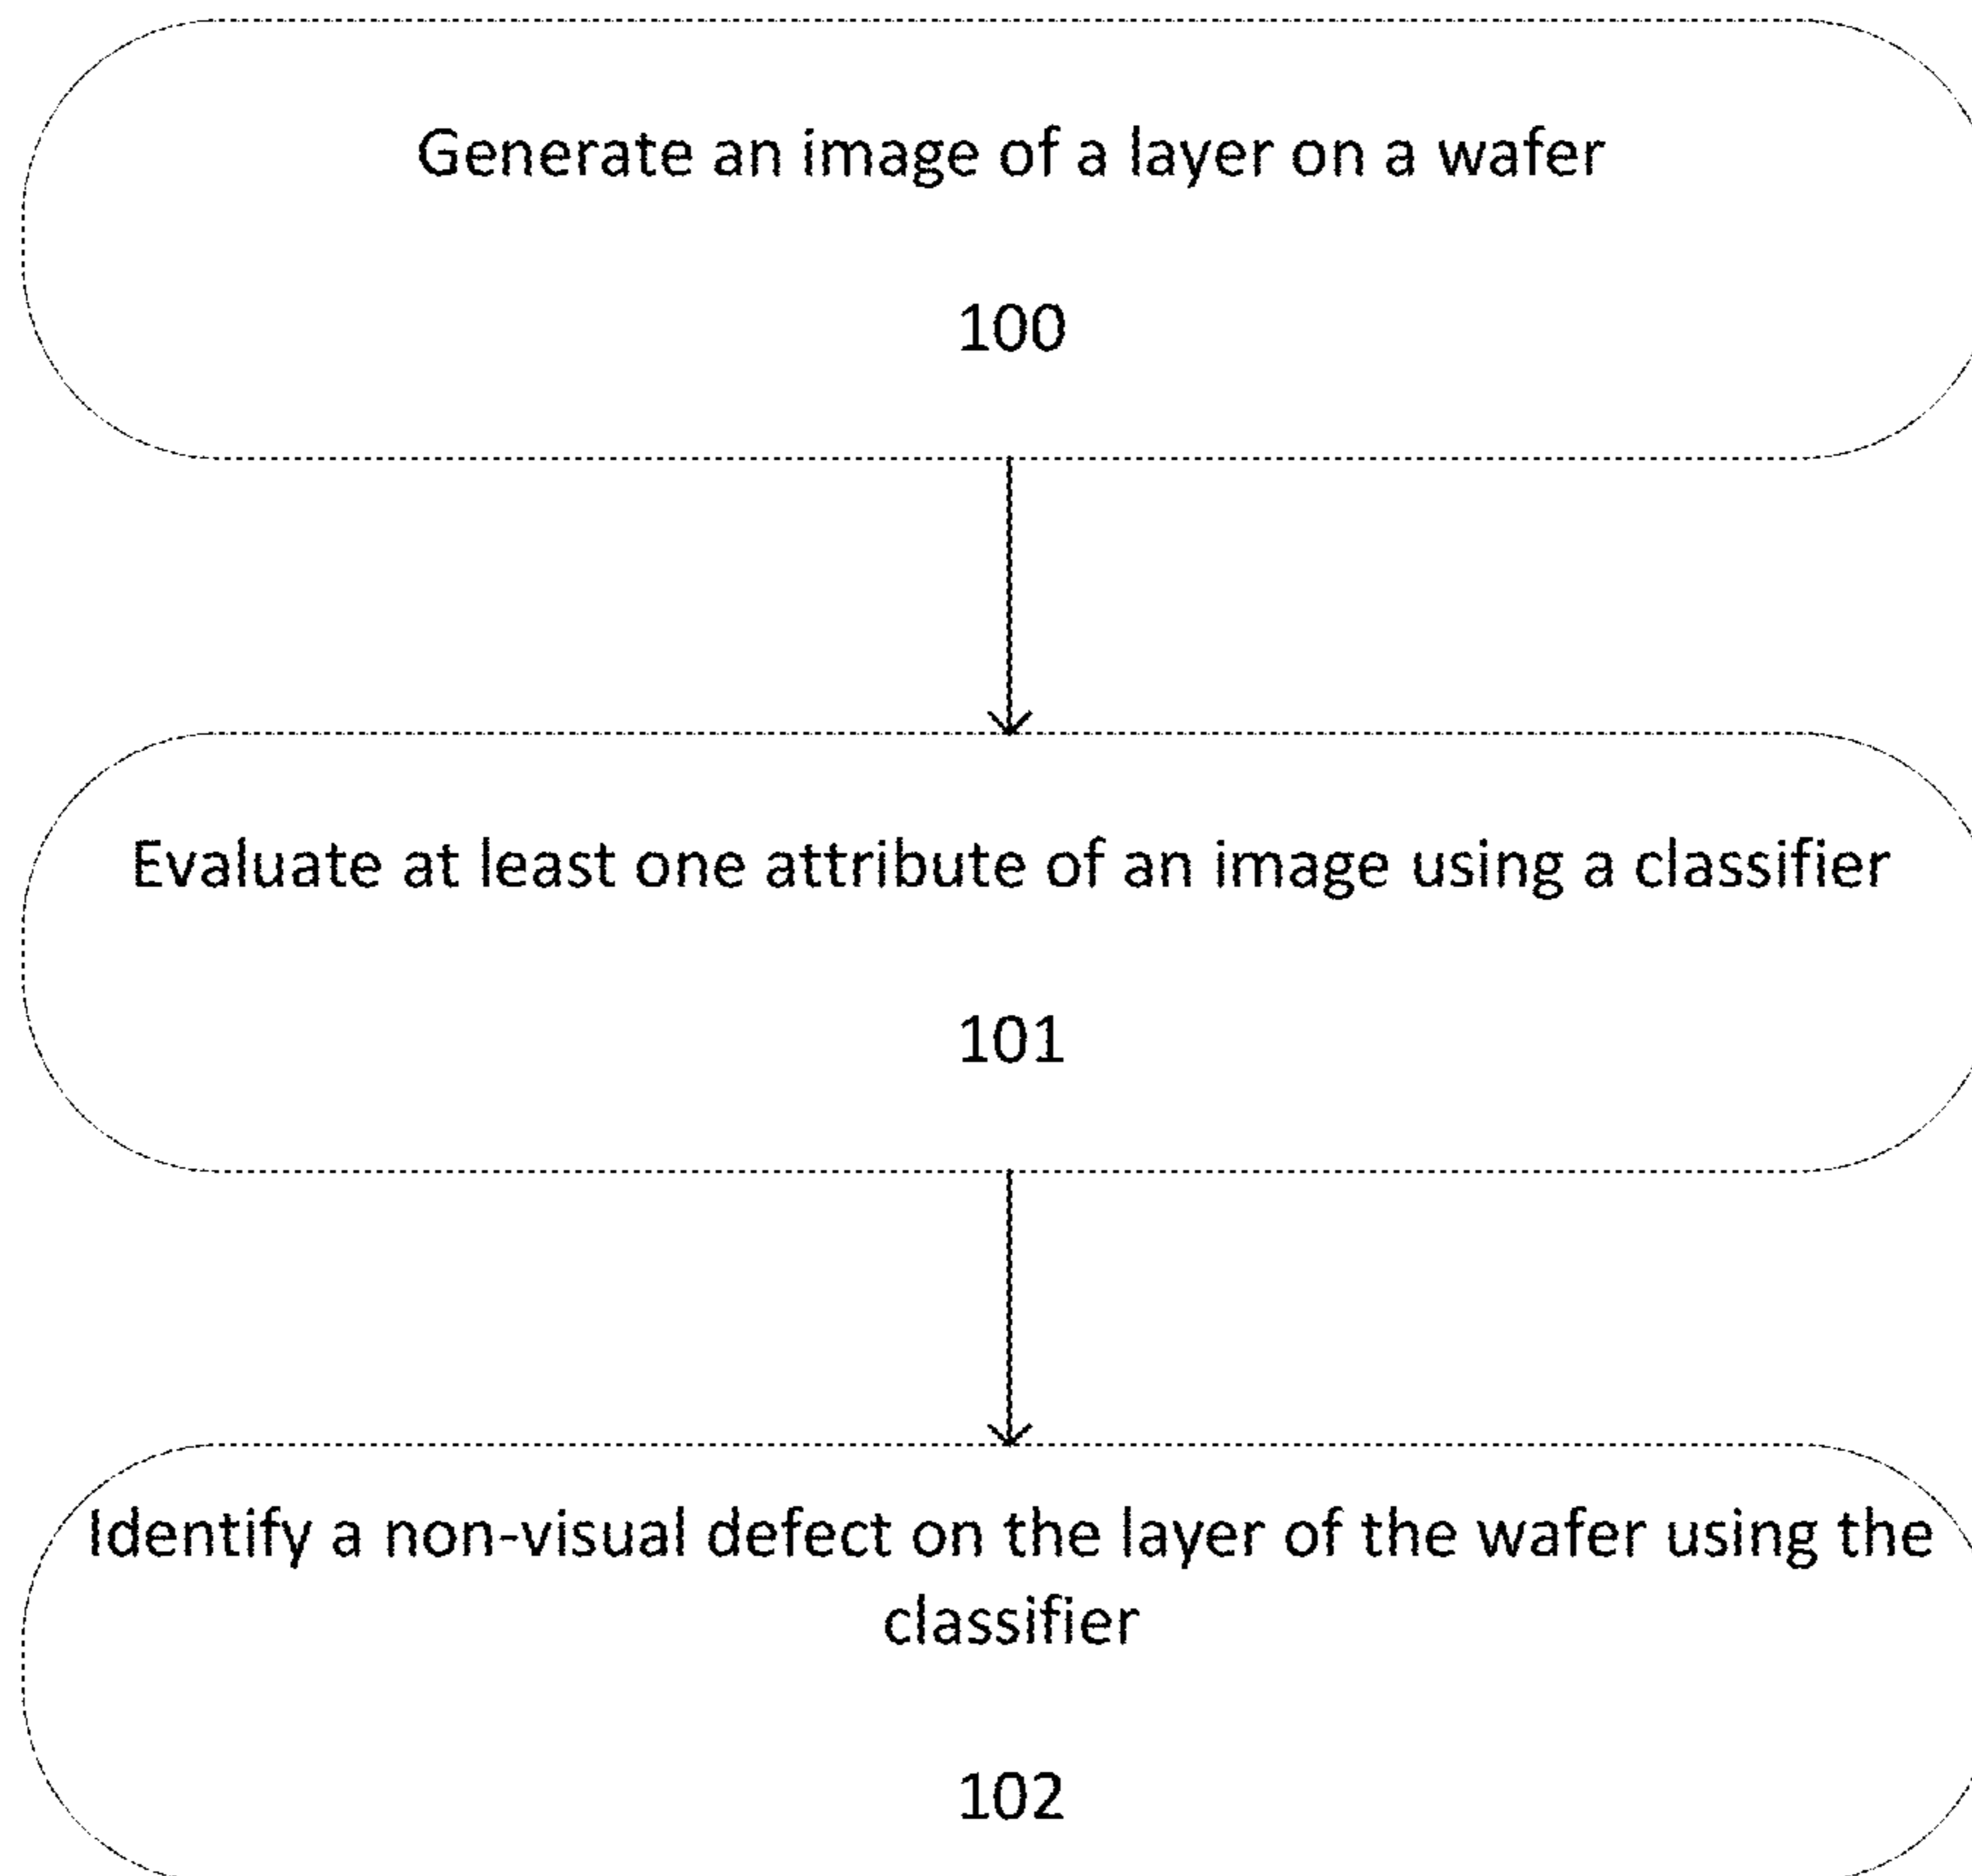 Generate an image of a layer on a wafer
100
Evaluate at least one attribute of an image using a classifier
101
Identify a non-visual defect on the layer of the wafer using the
classifier
102